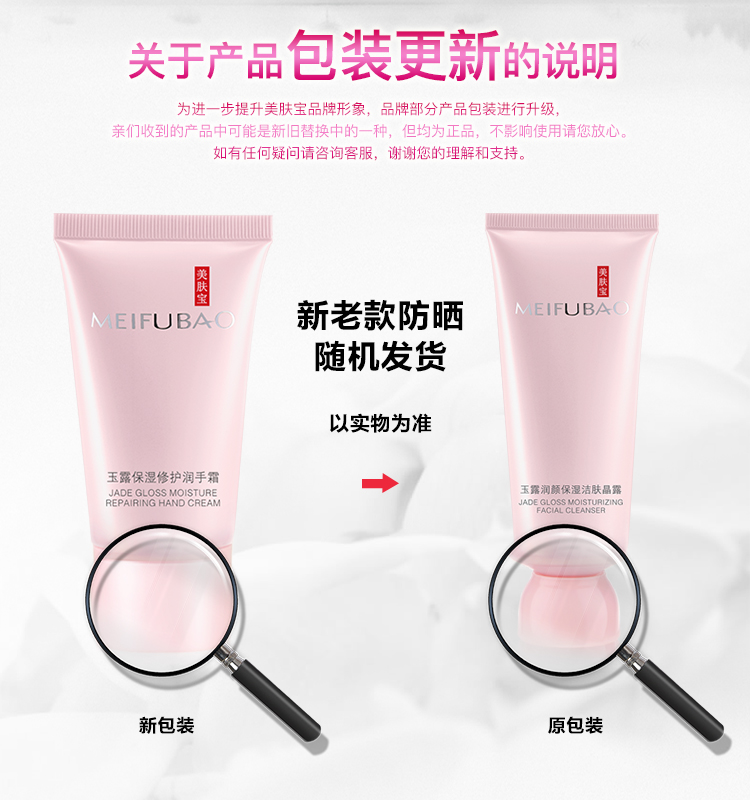 关于产品包装更新的说明
为进一步提升美肤宝品牌形象，品牌部分产品包装进行升级，
亲们收到的产品中可能是新旧替换中的一种，但均为正品，不影响使用请您放心。
如有任何疑问请咨询客服，谢谢您的理解和支持。
美肤宝
MEIFUBAO
玉露保湿修护润手霜
JADE GLOSS MOISTURE
REPAIRING HAND CREAM
新包装
新老款防晒
随机发货
以实物为准
美肤宝
MEIFUBAO
玉露润颜保湿洁肤晶露
JADE GLOSS MOISTURIZING
FACIAL CLEANSER
原包装